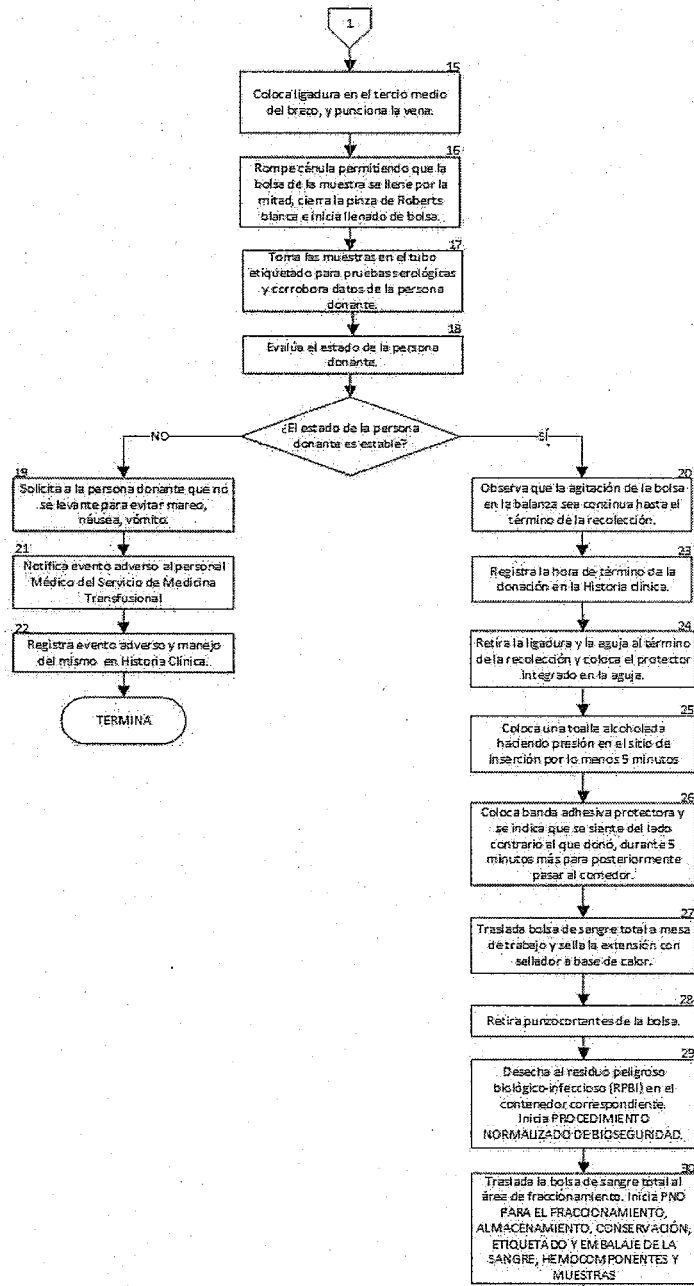 1
15
Coloca ligadura en el tercio medio
del brazo, y punciona la vena.
16
Rompe cánula permitiendo que la
bolsa de la muestra se llene por la
mitad, cierra la pinza de Roberts
blanca e inicia llenado de bolsa.
17
Toma las muestras en el tubo
etiquetado para pruebas serológicas
y corrobora datos de la persona
donante.
18
Evalúa el estado de la persona
donante.
¿El estado de la persona
donante es estable?
NO
SÍ
19
Solicita a la persona donante que no
se levante para evitar mareo,
náusea, vómito.
21
Notifica evento adverso al personal
Médico del Servicio de Medicina
Transfusional
22
Registra evento adverso y manejo
del mismo en Historia Clínica.
TERMINA
20
Observa que la agitación de la bolsa
en la balanza sea continua hasta el
término de la recolección.
23
Registra la hora de término de la
donación en la Historia clínica.
24
Retira la ligadura y la aguja al término
de la recolección y coloca el protector
integrado en la aguja.
25
Coloca una toalla alcoholada
haciendo presión en el sitio de
inserción por lo menos 5 minutos
26
Coloca banda adhesiva protectora y
se indica que se siente del lado
contrario al que donó, durante 5
minutos más para posteriormente
pasar al comedor.
27
Traslada bolsa de sangre total a mesa
de trabajo y sella la extensión con
sellador a base de calor.
28
Retira punzocortantes de la bolsa.
29
Desecha el residuo peligroso
biológico-infeccioso (RPBI) en el
contenedor correspondiente.
Inicia PROCEDIMIENTO
NORMALIZADO DE BIOSEGURIDAD.
30
Traslada la bolsa de sangre total al
área de fraccionamiento. Inicia PNO
PARA EL FRACCIONAMIENTO,
ALMACENAMIENTO, CONSERVACIÓN,
ETIQUETADO Y EMBALAJE DE LA
SANGRE, HEMOCOMPONENTES Y
MUESTRAS